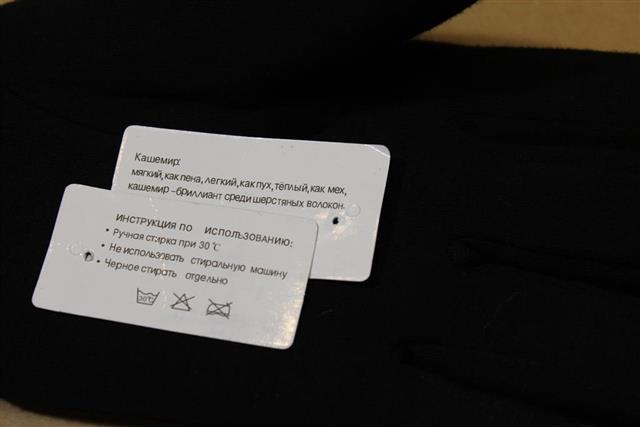 Кашемир:
мягкий, как пена, легкий, как пух, тёплый, как мех,
кашемир –бриллиант среди шерстяных волокон.
ИНСТРУКЦИЯ ПО ИСПОЛЬЗОВАНИЮ:
• Ручная стирка при 30℃
• Не использовать стиральную машину
• Черное стирать отдельно
30℃